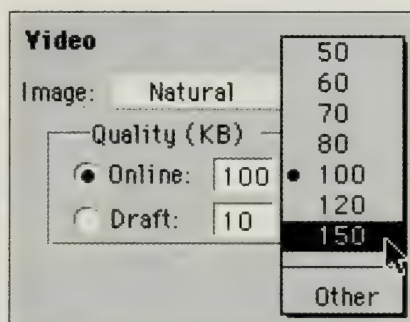 Video
Image: Natural
Quality (KB)
Online: 100
Draft: 10
50
60
70
80
100
120
150
Other